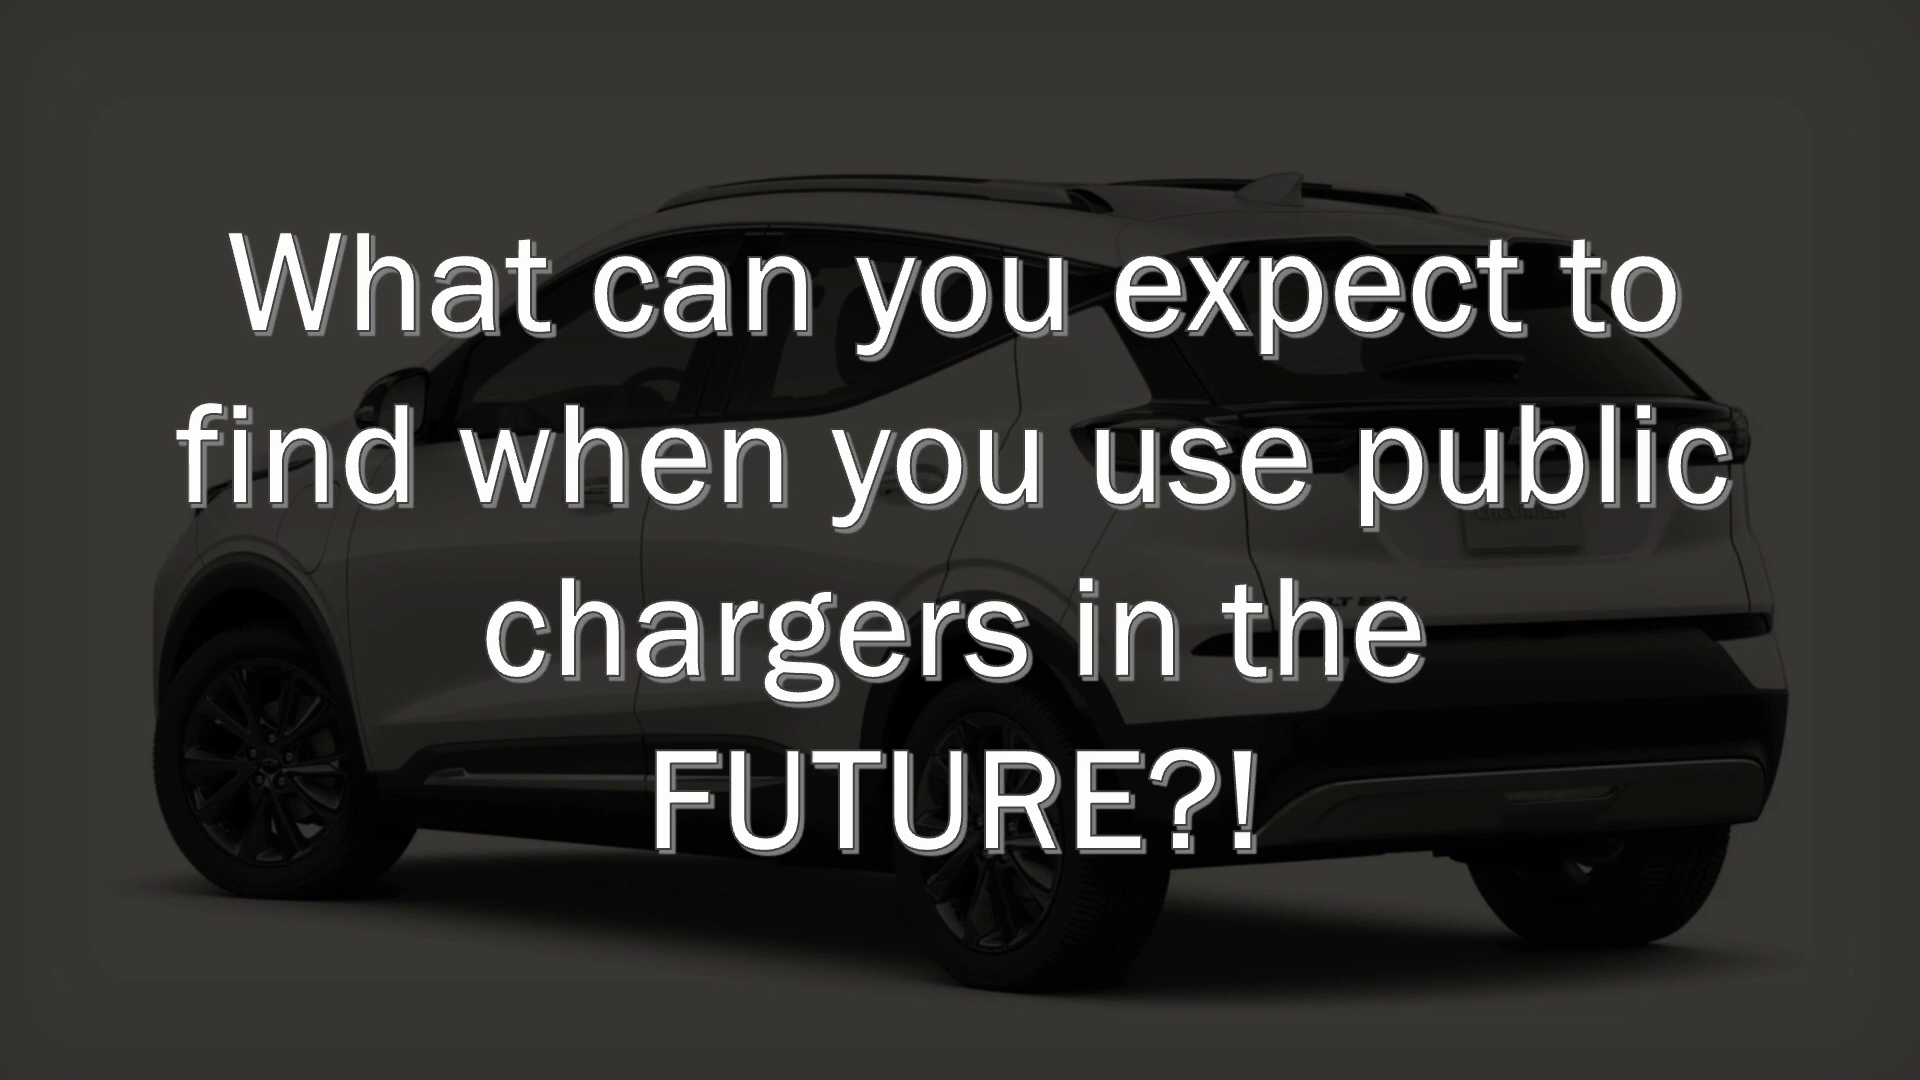 What can you expect to
find when you use public
chargers in the
FUTURE?!